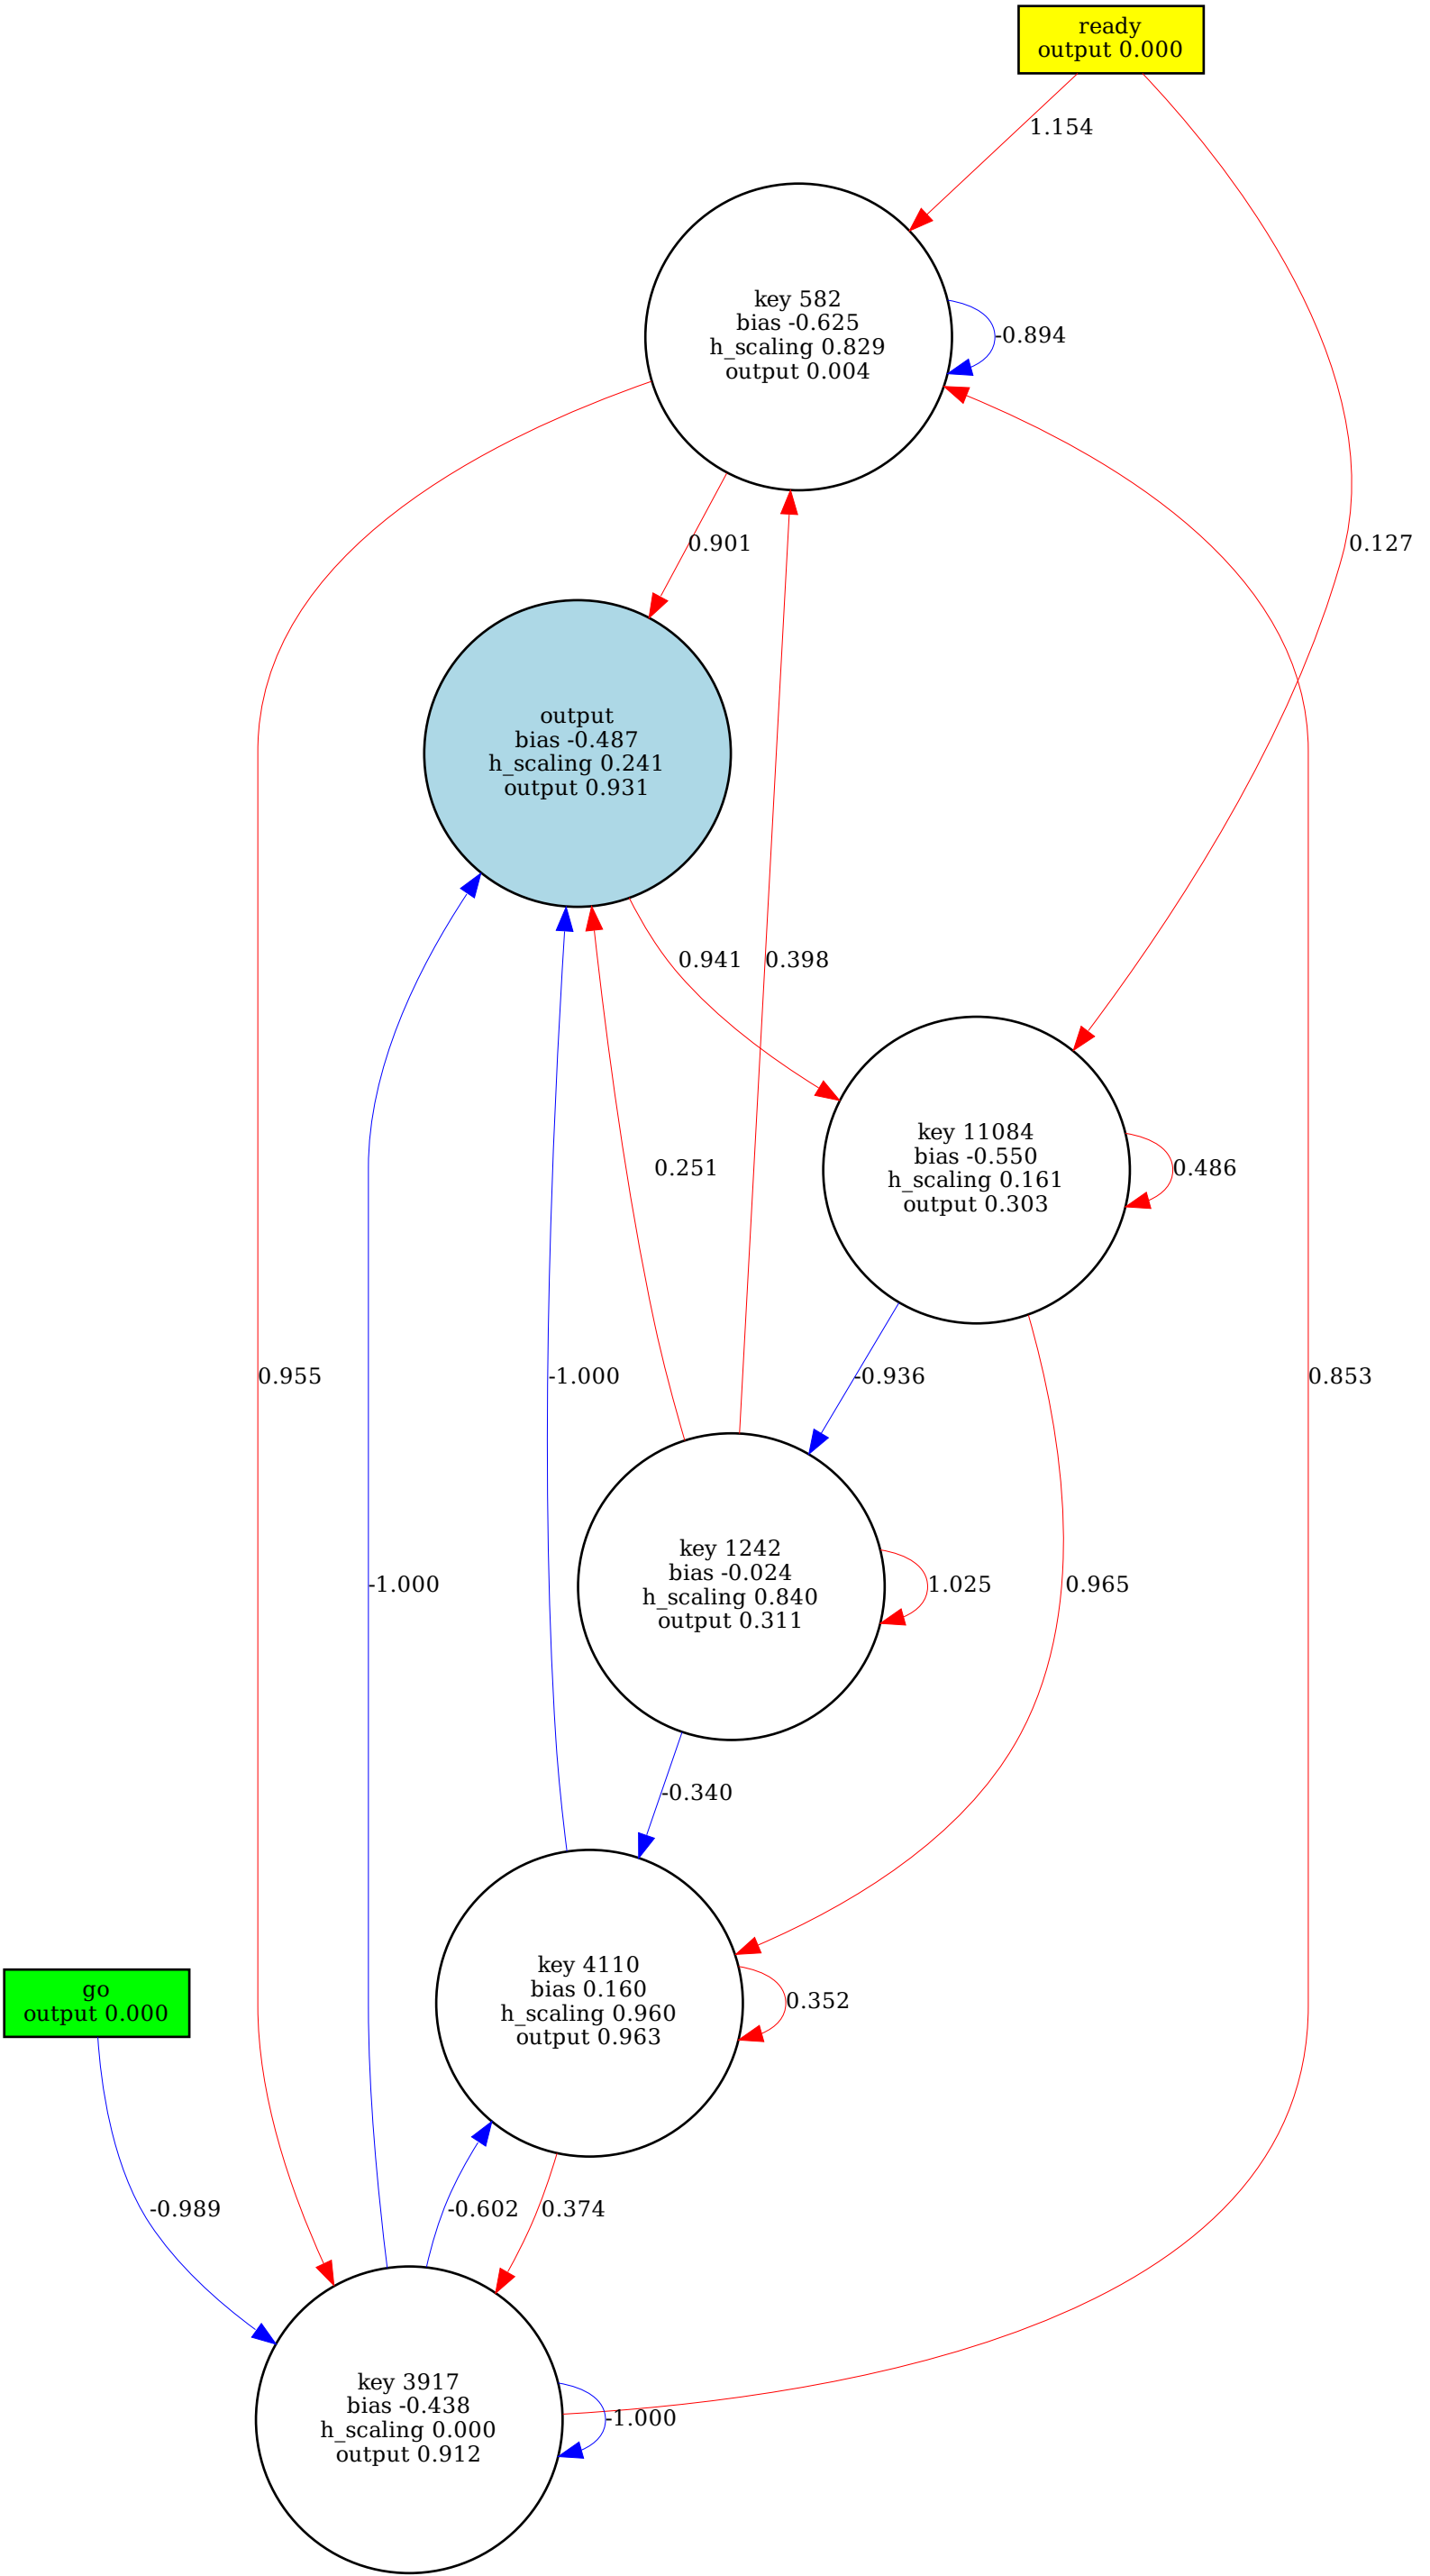 ready
output 0.000
1.154
key 582
bias -0.625
h_scaling 0.829
output 0.004
-0.894
0.901
0.127
output
bias -0.487
h_scaling 0.241
output 0.931
0.941
0.398
key 11084
bias -0.550
h_scaling 0.161
output 0.303
0.251
0.486
0.955
-1.000
-0.936
0.853
key 1242
bias -0.024
h_scaling 0.840
output 0.311
-1.000
1.025
0.965
-0.340
key 4110
bias 0.160
h_scaling 0.960
output 0.963
go
output 0.000
0.352
-0.989
-0.602
0.374
key 3917
bias -0.438
h_scaling 0.000
output 0.912
-1.000